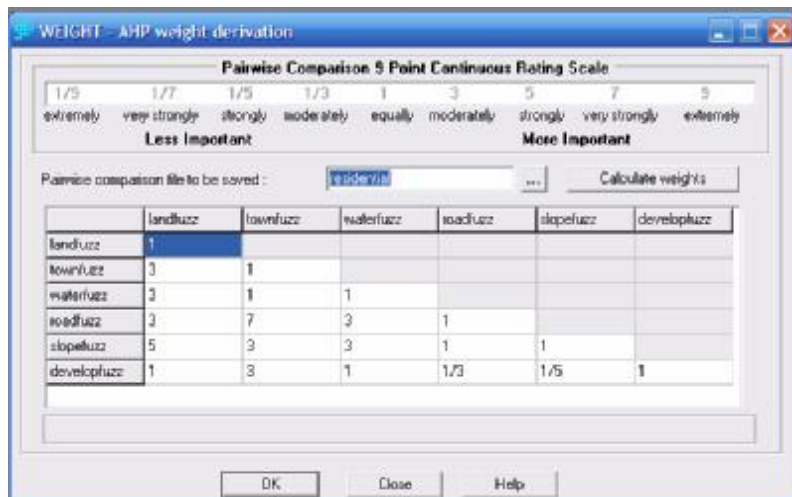 WEIGHT - AHP weight derivation
Pairwise Comparison 9 Point Continuous Rating Scale
1/9 1/7 1/5 1/3 1 3 5 7 9
extremely very strongly strongly moderately equally moderately strongly very strongly extremely
Less Important More Important
Pairwise comparison file to be saved : residential ... Calculate weights
landfuzz townfuzz waterfuzz roadfuzz slopefuzz developfuzz
landfuzz 1
townfuzz 3 1
waterfuzz 3 1 1
roadfuzz 3 7 3 1
slopefuzz 5 3 3 1 1
developfuzz 1 3 1 1/3 1/5 1
OK Close Help